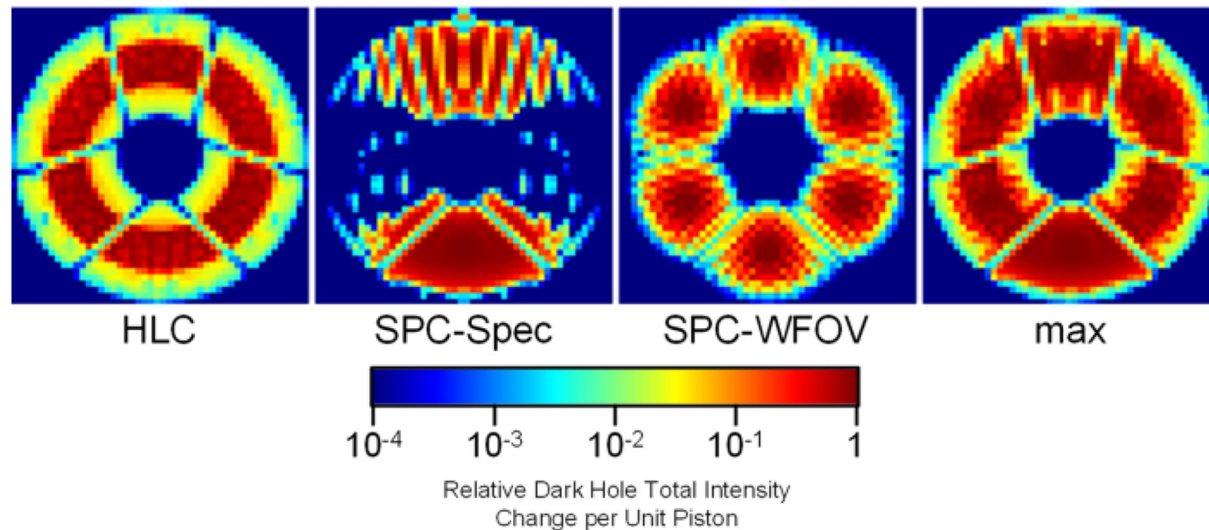 HLC SPC-Spec SPC-WFOV max
10-4 10-3 10-2 10-1 1
Relative Dark Hole Total Intensity
Change per Unit Piston